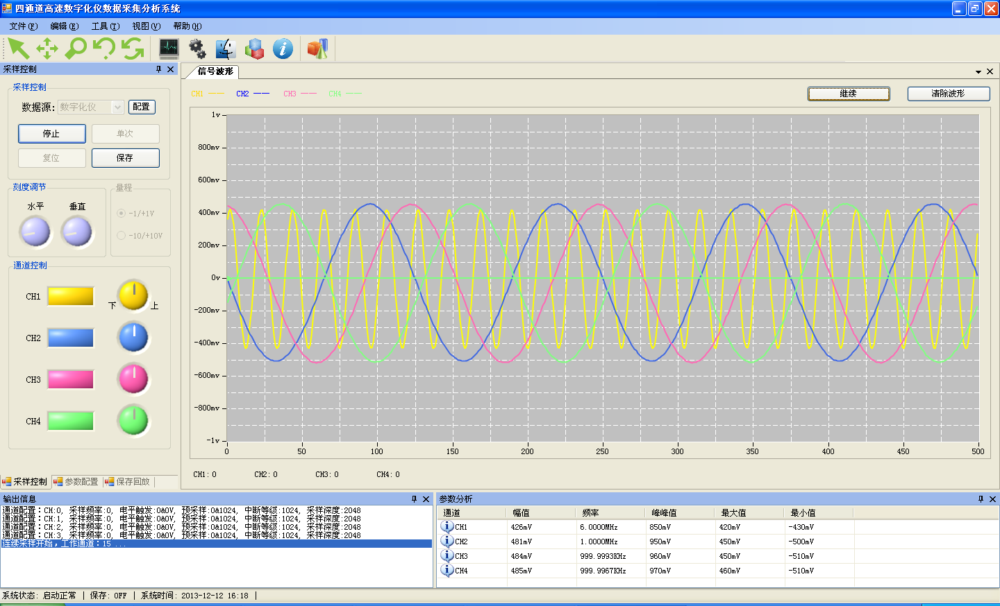 四通道高速数字化仪数据采集分析系统
文件(F) 编辑(E) 工具(T) 视图(V) 帮助(H)
采样控制
采样控制
数据源: 数字化仪 配置
停止 单次
复位 保存
刻度调节
水平 垂直
量程
-1/+1V
-10/+10V
通道控制
CH1
下 上
CH2
CH3
CH4
采样控制 参数配置 保存回放
信号波形
CH1 CH2 CH3 CH4
继续 清除波形
1v
800mv
600mv
400mv
200mv
0v
-200mv
-400mv
-600mv
-800mv
-1v
0 50 100 150 200 250 300 350 400 450 500
CH1: 0 CH2: 0 CH3: 0 CH4: 0
输出信息
通道配置：CH:0, 采样频率:0, 电平触发:0&0V, 预采样:0&1024, 中断等级:1024, 采样深度:2048
通道配置：CH:1, 采样频率:0, 电平触发:0&0V, 预采样:0&1024, 中断等级:1024, 采样深度:2048
通道配置：CH:2, 采样频率:0, 电平触发:0&0V, 预采样:0&1024, 中断等级:1024, 采样深度:2048
通道配置：CH:3, 采样频率:0, 电平触发:0&0V, 预采样:0&1024, 中断等级:1024, 采样深度:2048
连续采样开始，工作通道：15 ...
参数分析
通道 幅值 频率 峰峰值 最大值 最小值
CH1 426mV 6.0000MHz 850mV 420mV -430mV
CH2 481mV 1.0000MHz 950mV 450mV -500mV
CH3 484mV 999.9993KHz 960mV 450mV -510mV
CH4 485mV 999.9967KHz 970mV 460mV -510mV
系统状态: 启动正常 | 保存: OFF | 系统时间: 2013-12-12 16:18 |